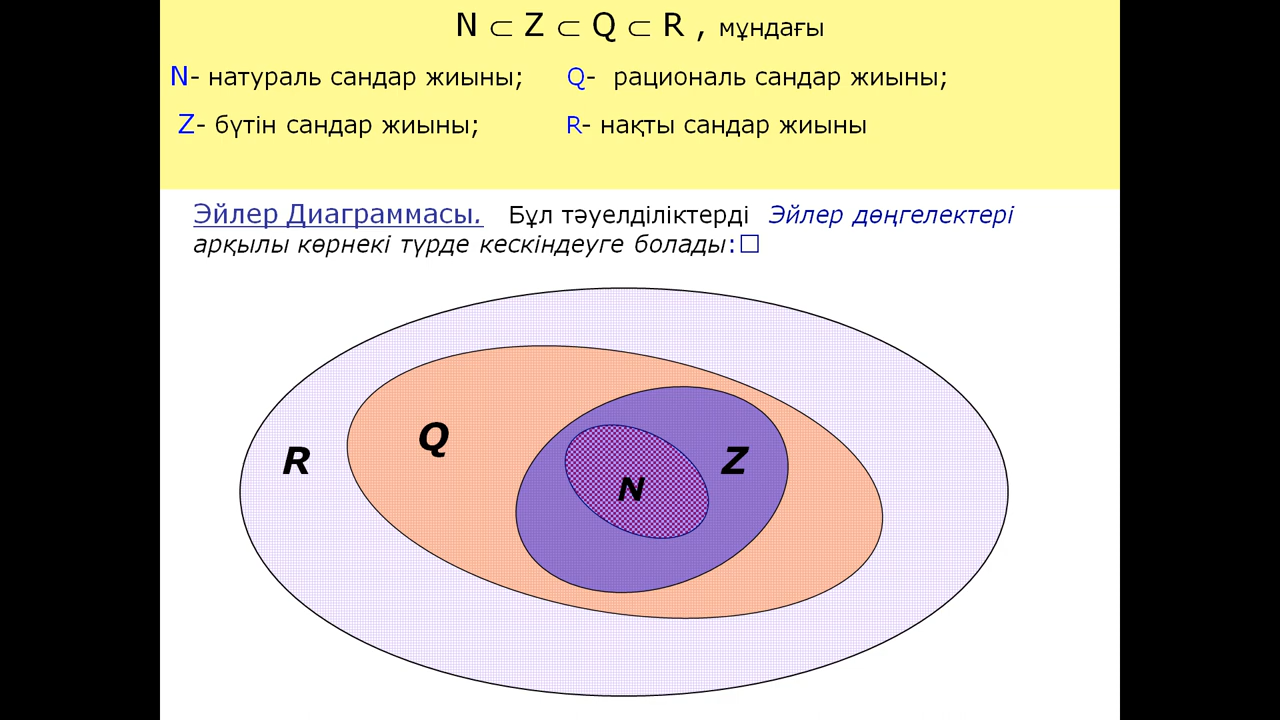 N ⊂ Z ⊂ Q ⊂ R , мұндағы
N- натураль сандар жиыны; Q- рациональ сандар жиыны;
Z- бүтін сандар жиыны; R- нақты сандар жиыны
Эйлер Диаграммасы. Бұл тәуелділіктерді Эйлер дөңгелектері
арқылы көрнекі түрде кескіндеуге болады:□
Q
R
Z
N